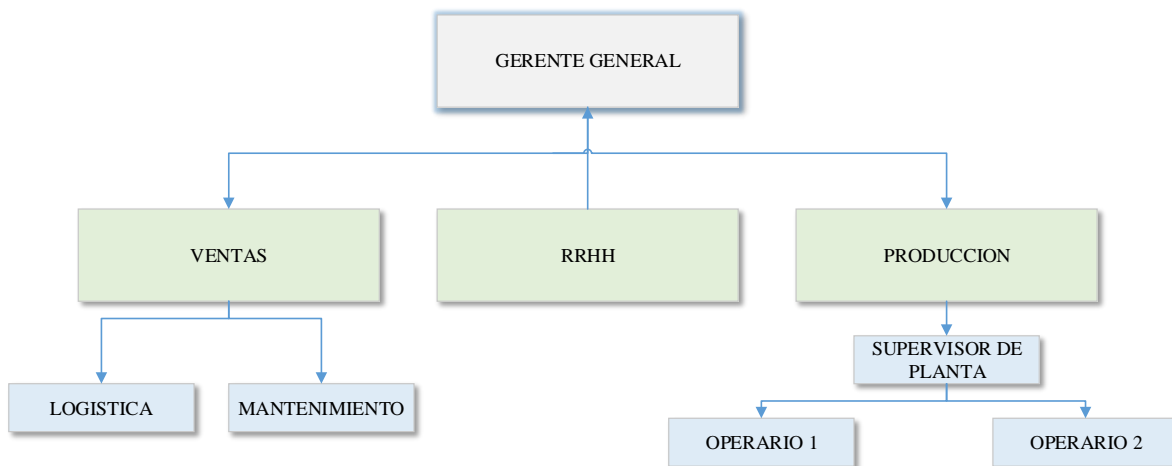 GERENTE GENERAL
VENTAS
RRHH
PRODUCCION
SUPERVISOR DE
PLANTA
LOGISTICA
MANTENIMIENTO
OPERARIO 1
OPERARIO 2